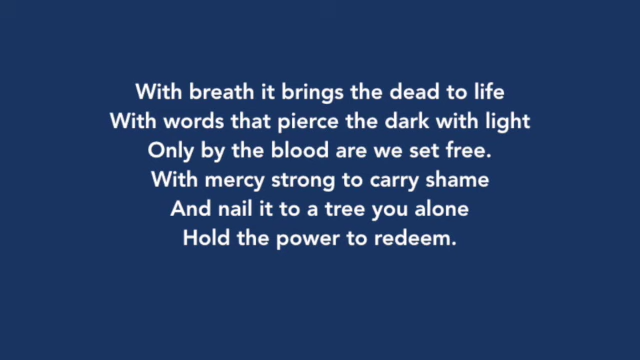 With breath it brings the dead to life
With words that pierce the dark with light
Only by the blood are we set free.
With mercy strong to carry shame
And nail it to a tree you alone
Hold the power to redeem.